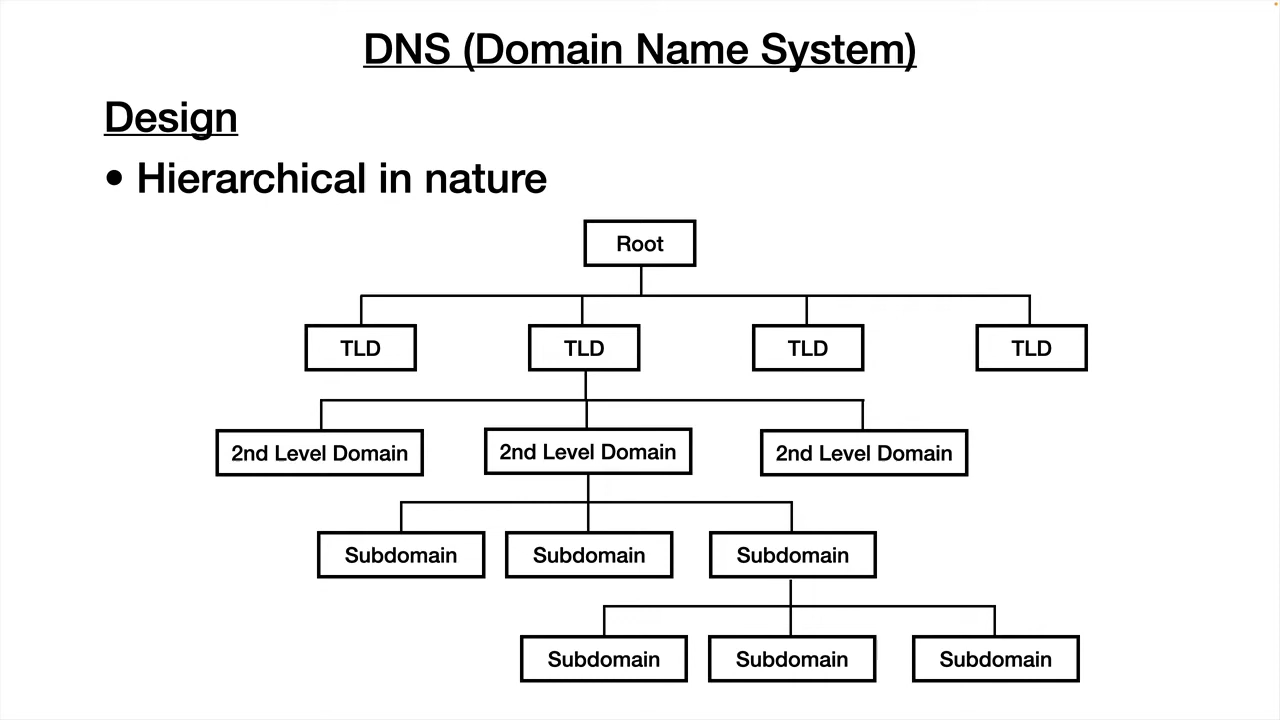 DNS (Domain Name System)
Design
• Hierarchical in nature
Root
TLD TLD TLD TLD
2nd Level Domain 2nd Level Domain 2nd Level Domain
Subdomain Subdomain Subdomain
Subdomain Subdomain Subdomain